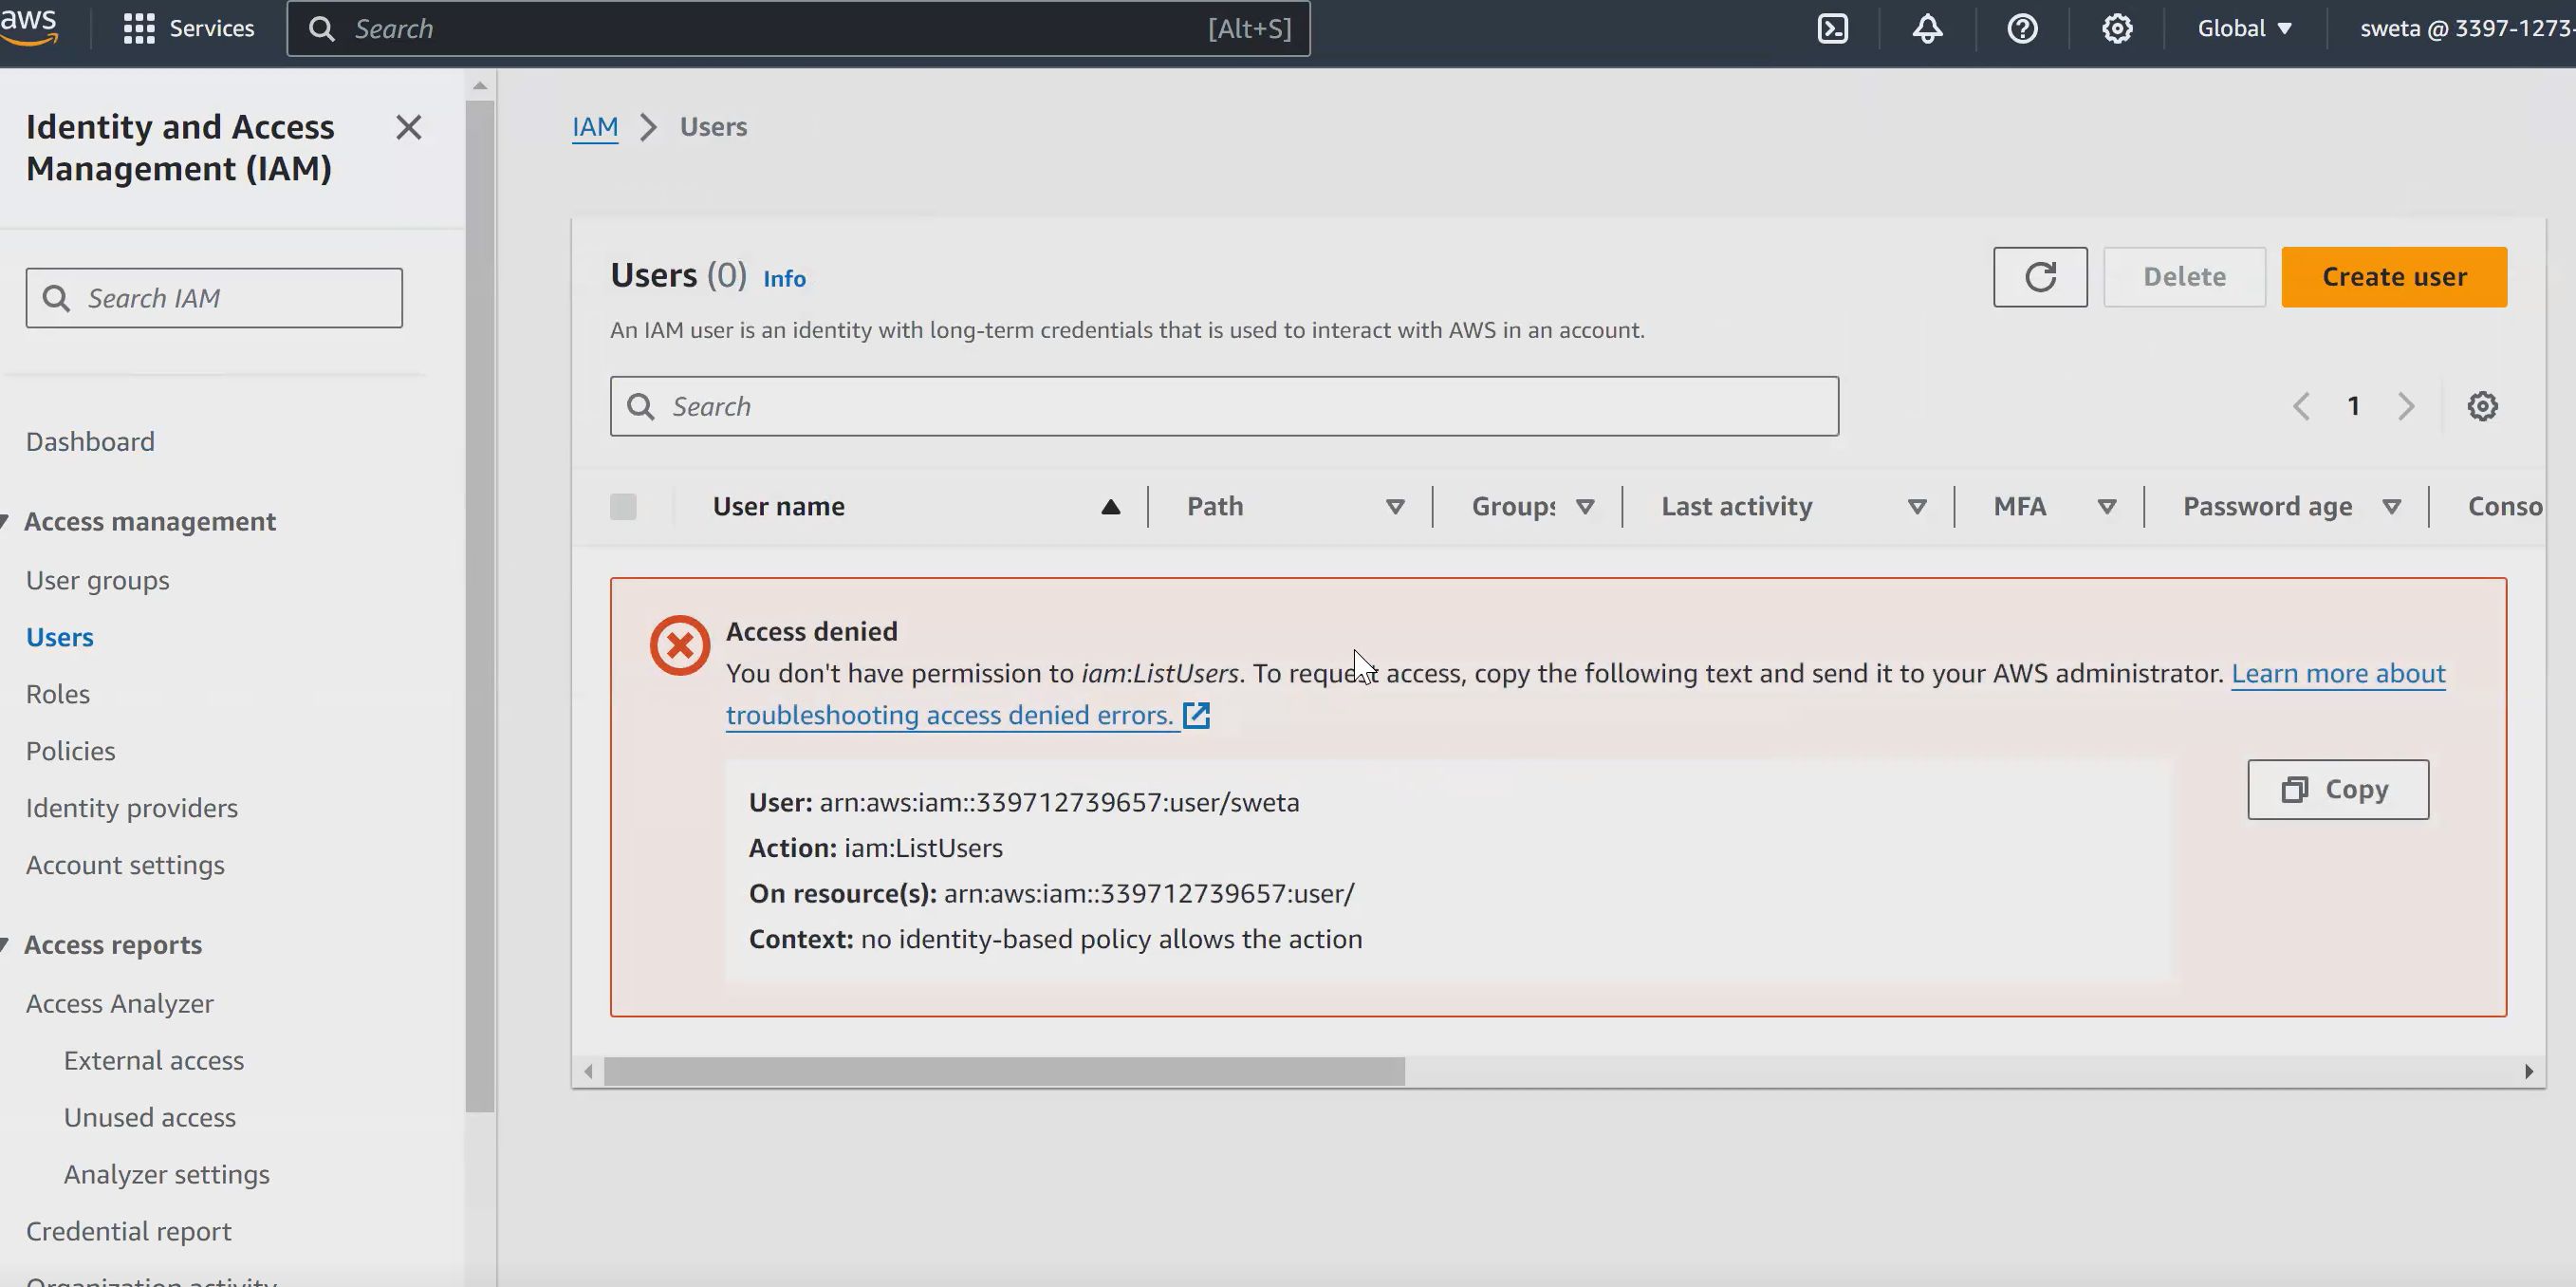 aws
Services
Search
[Alt+S]
Global
sweta @ 3397-1273-
Identity and Access
Management (IAM)
Search IAM
Dashboard
Access management
User groups
Users
Roles
Policies
Identity providers
Account settings
Access reports
Access Analyzer
External access
Unused access
Analyzer settings
Credential report
Organization activity
IAM > Users
Users (0) Info
Delete
Create user
An IAM user is an identity with long-term credentials that is used to interact with AWS in an account.
Search
1
User name
Path
Groups
Last activity
MFA
Password age
Conso
Access denied
You don't have permission to iam:ListUsers. To request access, copy the following text and send it to your AWS administrator. Learn more about
troubleshooting access denied errors.
User: arn:aws:iam::339712739657:user/sweta
Action: iam:ListUsers
On resource(s): arn:aws:iam::339712739657:user/
Context: no identity-based policy allows the action
Copy